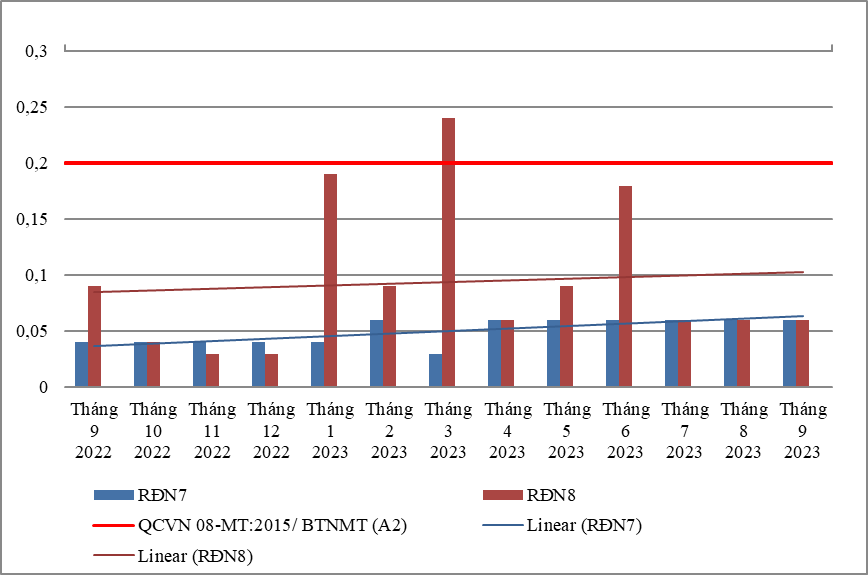 0,3
0,25
0,2
0,15
0,1
0,05
0
Tháng Tháng Tháng Tháng Tháng Tháng Tháng Tháng Tháng Tháng Tháng Tháng Tháng
9 10 11 12 1 2 3 4 5 6 7 8 9
2022 2022 2022 2022 2023 2023 2023 2023 2023 2023 2023 2023 2023
RĐN7 RĐN8
QCVN 08-MT:2015/ BTNMT (A2) Linear (RĐN7)
Linear (RĐN8)